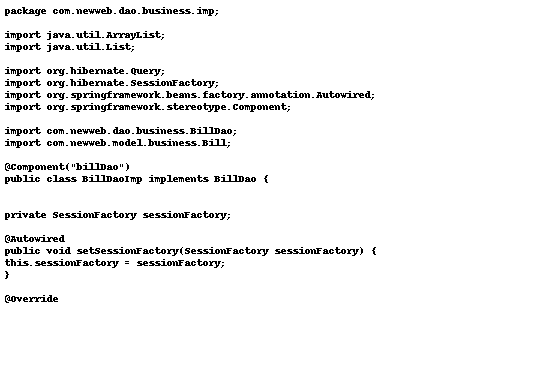 package com.newweb.dao.business.imp;
import java.util.ArrayList;
import java.util.List;
import org.hibernate.Query;
import org.hibernate.SessionFactory;
import org.springframework.beans.factory.annotation.Autowired;
import org.springframework.stereotype.Component;
import com.newweb.dao.business.BillDao;
import com.newweb.model.business.Bill;
@Component("billDao")
public class BillDaoImp implements BillDao {
private SessionFactory sessionFactory;
@Autowired
public void setSessionFactory(SessionFactory sessionFactory) {
this.sessionFactory = sessionFactory;
}
@Override